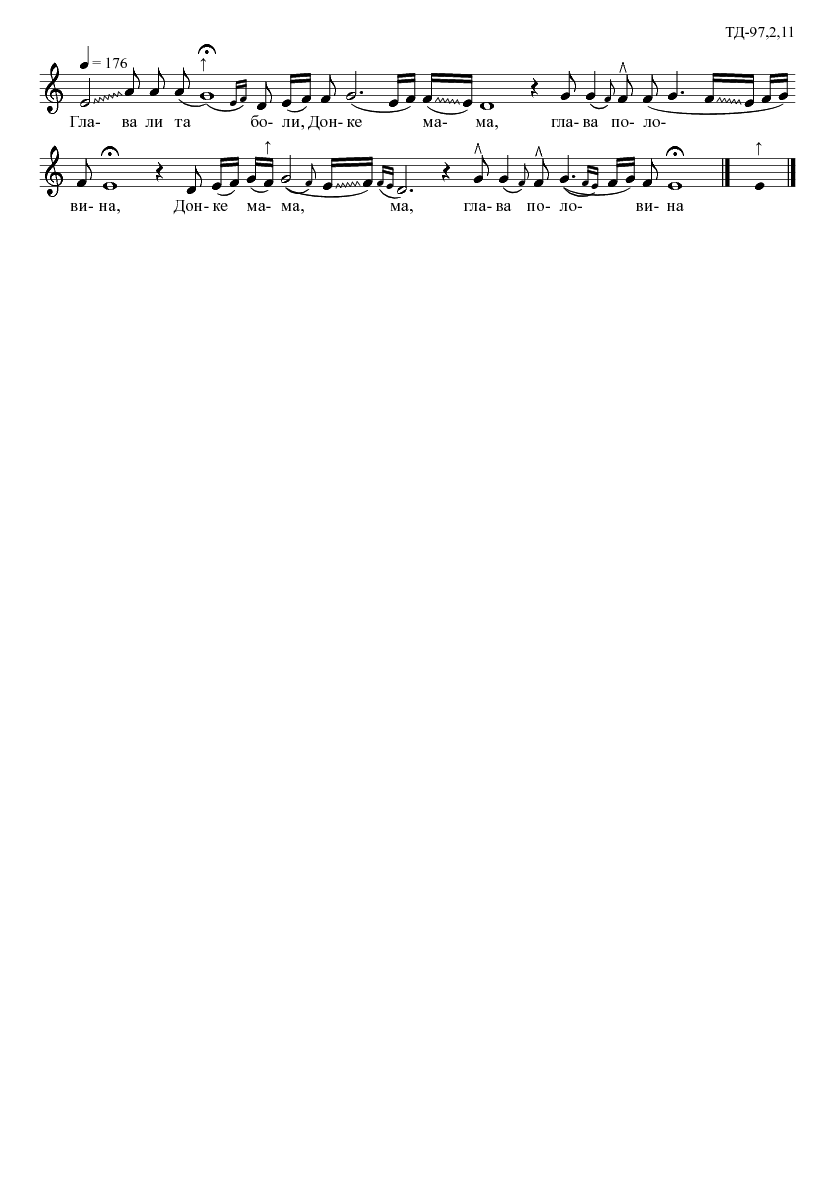 ТД-97,2,11
= 176
Гла- ва ли та бо- ли, Дон- ке ма- ма, гла- ва по- ло-
ви- на, Дон- ке ма- ма, ма, гла- ва по- ло- ви- на